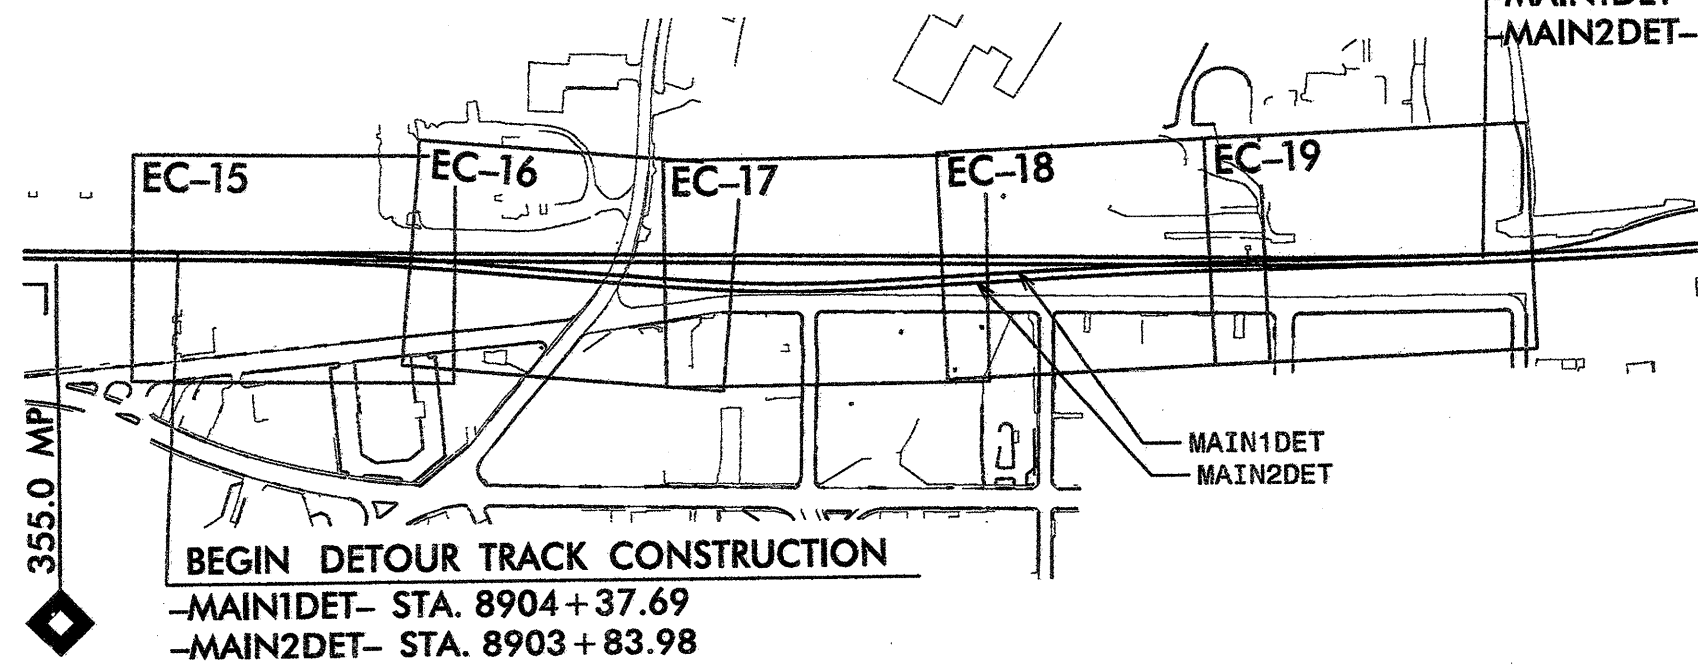 MAIN1DET
–MAIN2DET–
EC–15
EC–16
EC–17
EC–18
EC–19
MAIN1DET
MAIN2DET
355.0 MP
BEGIN DETOUR TRACK CONSTRUCTION
–MAIN1DET– STA. 8904+37.69
–MAIN2DET– STA. 8903+83.98